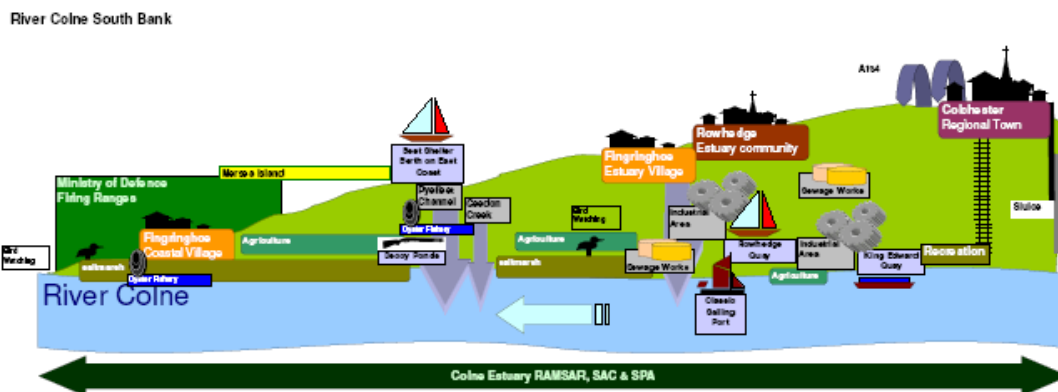 River Colne South Bank
A134
Colchester
Regional Town
Rowhedge
Estuary community
Best Shelter
Berth on East
Coast
Fingringhoe
Estuary Village
Mersea Island
Ministry of Defence
Firing Ranges
Pyefleet
Channel
Geedon
Creek
Sewage Works
Sluice
Bird
Watching
Industrial
Area
Oyster Fishery
Fingringhoe
Coastal Village
Agriculture
Agriculture
Decoy Ponds
Rowhedge
Quay
Industrial
Area
King Edward
Quay
Recreation
Bird
Watching
saltmarsh
saltmarsh
Sewage Works
Oyster Fishery
Agriculture
River Colne
Classic
Sailing
Port
Colne Estuary RAMSAR, SAC & SPA